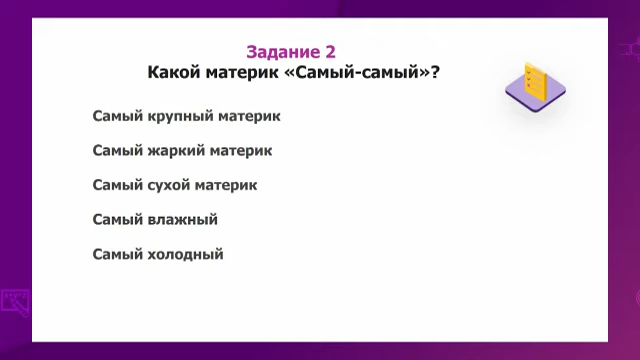 Задание 2
Какой материк «Самый-самый»?
Самый крупный материк
Самый жаркий материк
Самый сухой материк
Самый влажный
Самый холодный